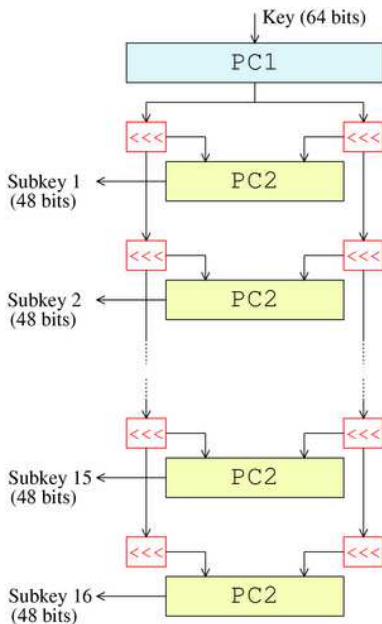 Key (64 bits)
PC1
<<< <<<
Subkey 1
(48 bits)
PC2
<<< <<<
Subkey 2
(48 bits)
PC2
<<< <<<
Subkey 15
(48 bits)
PC2
<<< <<<
Subkey 16
(48 bits)
PC2